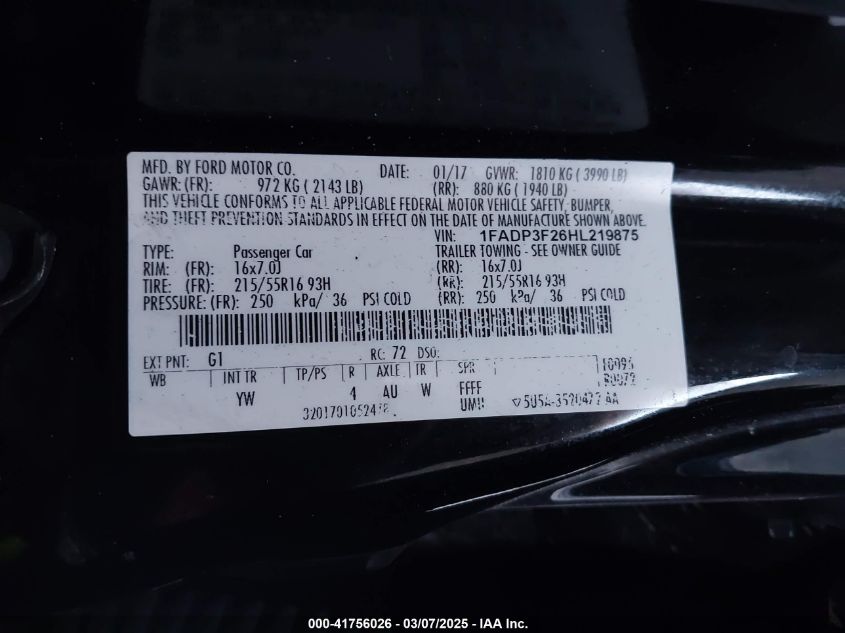 MFD. BY FORD MOTOR CO. DATE: 01/17 GVWR: 1810 KG ( 3990 LB)
GAWR: (FR): 972 KG ( 2143 LB) (RR): 880 KG ( 1940 LB)
THIS VEHICLE CONFORMS TO ALL APPLICABLE FEDERAL MOTOR VEHICLE SAFETY, BUMPER,
AND THEFT PREVENTION STANDARDS IN EFFECT ON THE DATE OF MANUFACTURE SHOWN ABOVE.
VIN: 1FADP3F26HL219875
TYPE: Passenger Car TRAILER TOWING - SEE OWNER GUIDE
RIM: (FR): 16x7.0J (RR): 16x7.0J
TIRE: (FR): 215/55R16 93H (RR): 215/55R16 93H
PRESSURE: (FR): 250 kPa/ 36 PSI COLD (RR): 250 kPa/ 36 PSI COLD
EXT PNT: G1 RC: 72 DSO:
WB INT TR TP/PS R AXLE TR SPR
YW 4 AU W FFFF
UMH
000-41756026 - 03/07/2025 - IAA Inc.